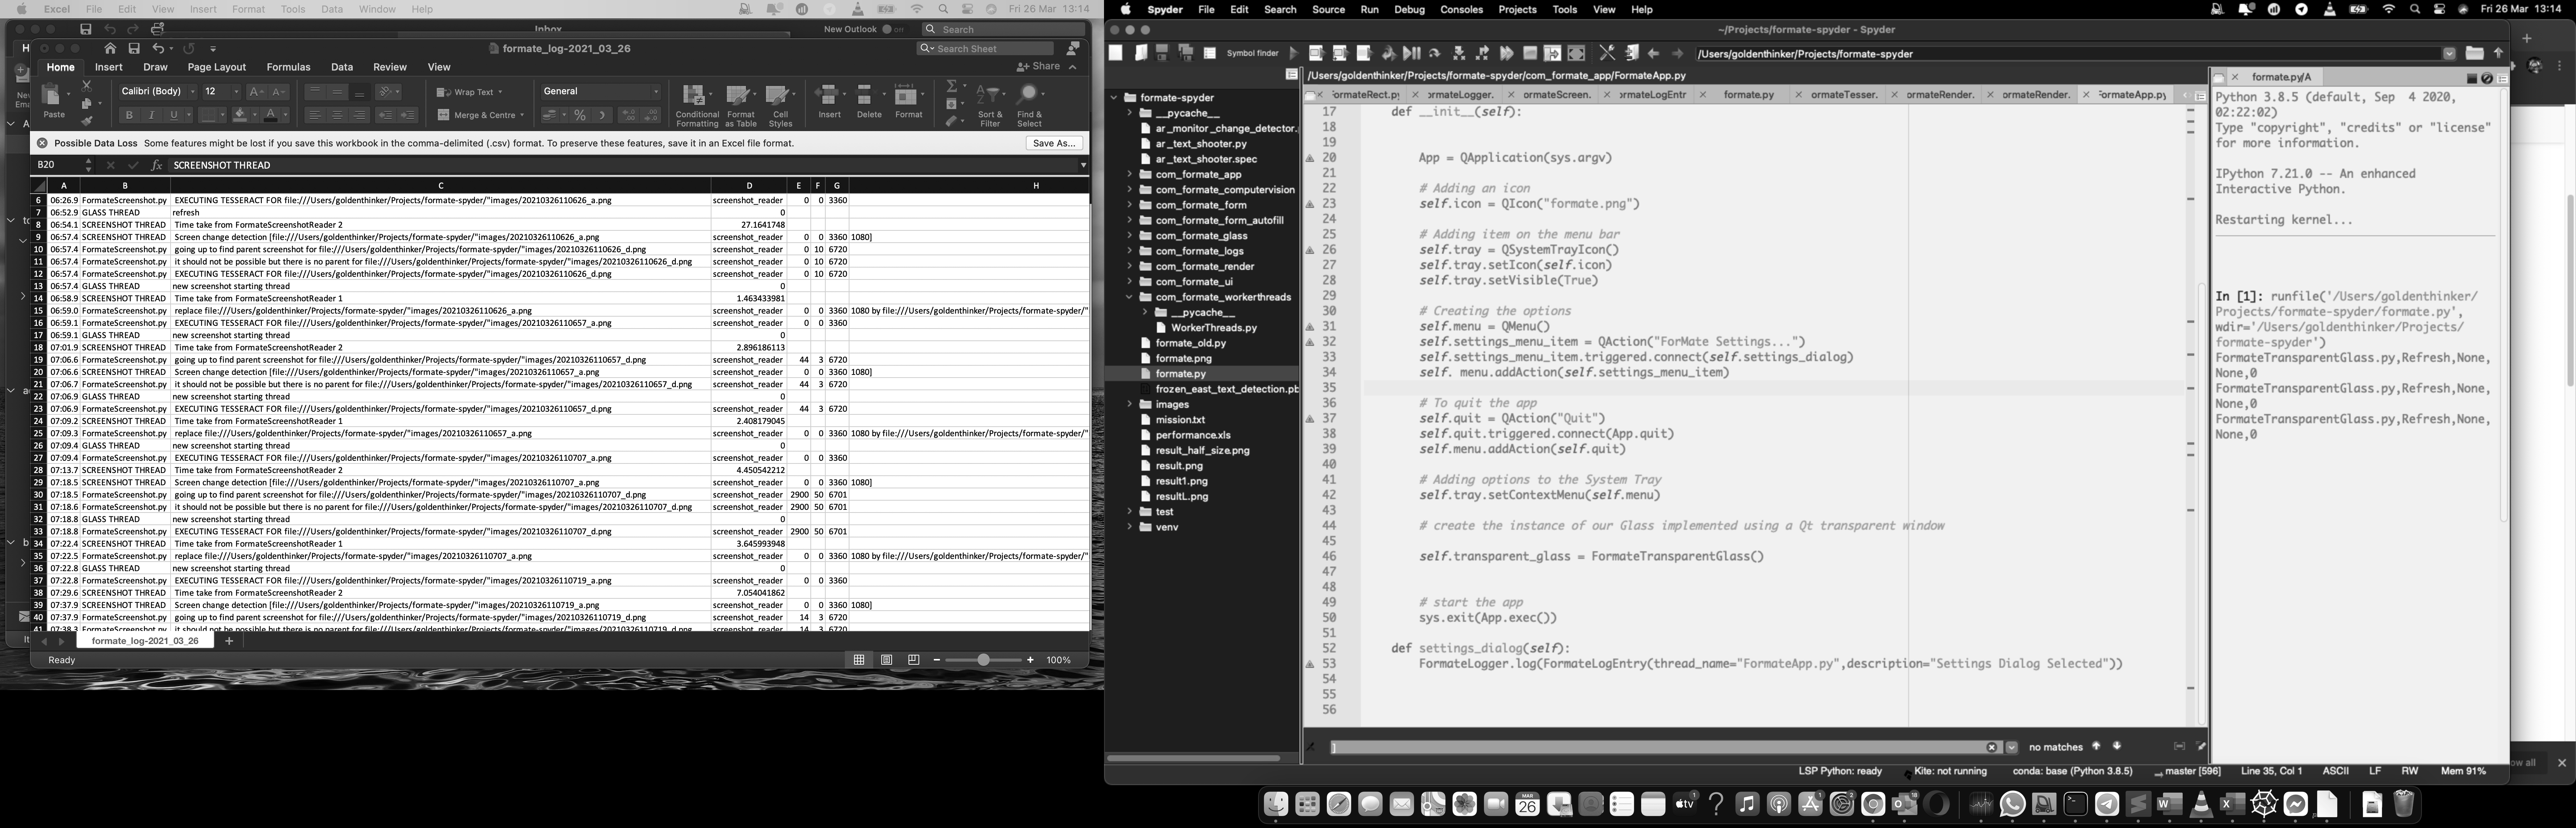 Excel File Edit View Insert Format Tools Data Window Help Fri 26 Mar 13:14
Inbox New Outlook Search
formate_log-2021_03_26 Search Sheet
Home Insert Draw Page Layout Formulas Data Review View Share
Calibri (Body) 12 Wrap Text General
Paste B I U Merge & Centre Conditional Formatting Format as Table Cell Styles Insert Delete Format Sort & Filter Find & Select
Possible Data Loss Some features might be lost if you save this workbook in the comma-delimited (.csv) format. To preserve these features, save it in an Excel file format. Save As...
B20 fx SCREENSHOT THREAD
A B C D E F G H
6 06:26.9 FormateScreenshot.py EXECUTING TESSERACT FOR file:///Users/goldenthinker/Projects/formate-spyder/"images/20210326110626_a.png screenshot_reader 0 0 3360
7 06:52.9 GLASS THREAD refresh 0
8 06:54.1 SCREENSHOT THREAD Time take from FormateScreenshotReader 2 27.1641748
9 06:57.4 SCREENSHOT THREAD Screen change detection [file:///Users/goldenthinker/Projects/formate-spyder/"images/20210326110626_a.png screenshot_reader 0 0 3360 1080]
10 06:57.4 FormateScreenshot.py going up to find parent screenshot for file:///Users/goldenthinker/Projects/formate-spyder/"images/20210326110626_d.png screenshot_reader 0 10 6720
11 06:57.4 FormateScreenshot.py it should not be possible but there is no parent for file:///Users/goldenthinker/Projects/formate-spyder/"images/20210326110626_d.png screenshot_reader 0 10 6720
12 06:57.4 FormateScreenshot.py EXECUTING TESSERACT FOR file:///Users/goldenthinker/Projects/formate-spyder/"images/20210326110626_d.png screenshot_reader 0 10 6720
13 06:57.4 GLASS THREAD new screenshot starting thread 0
14 06:58.9 SCREENSHOT THREAD Time take from FormateScreenshotReader 1 1.463433981
15 06:59.0 FormateScreenshot.py replace file:///Users/goldenthinker/Projects/formate-spyder/"images/20210326110626_a.png screenshot_reader 0 0 3360 1080 by file:///Users/goldenthinker/Projects/formate-spyder/"
16 06:59.1 FormateScreenshot.py EXECUTING TESSERACT FOR file:///Users/goldenthinker/Projects/formate-spyder/"images/20210326110657_a.png screenshot_reader 0 0 3360
17 06:59.1 GLASS THREAD new screenshot starting thread 0
18 07:01.9 SCREENSHOT THREAD Time take from FormateScreenshotReader 2 2.896186113
19 07:06.6 FormateScreenshot.py going up to find parent screenshot for file:///Users/goldenthinker/Projects/formate-spyder/"images/20210326110657_d.png screenshot_reader 44 3 6720
20 07:06.6 SCREENSHOT THREAD Screen change detection [file:///Users/goldenthinker/Projects/formate-spyder/"images/20210326110657_a.png screenshot_reader 0 0 3360 1080]
21 07:06.7 FormateScreenshot.py it should not be possible but there is no parent for file:///Users/goldenthinker/Projects/formate-spyder/"images/20210326110657_d.png screenshot_reader 44 3 6720
22 07:06.9 GLASS THREAD new screenshot starting thread 0
23 07:06.9 FormateScreenshot.py EXECUTING TESSERACT FOR file:///Users/goldenthinker/Projects/formate-spyder/"images/20210326110657_d.png screenshot_reader 44 3 6720
24 07:09.2 SCREENSHOT THREAD Time take from FormateScreenshotReader 1 2.408179045
25 07:09.3 FormateScreenshot.py replace file:///Users/goldenthinker/Projects/formate-spyder/"images/20210326110657_a.png screenshot_reader 0 0 3360 1080 by file:///Users/goldenthinker/Projects/formate-spyder/"
26 07:09.4 GLASS THREAD new screenshot starting thread 0
27 07:09.4 FormateScreenshot.py EXECUTING TESSERACT FOR file:///Users/goldenthinker/Projects/formate-spyder/"images/20210326110707_a.png screenshot_reader 0 0 3360
28 07:13.7 SCREENSHOT THREAD Time take from FormateScreenshotReader 2 4.450542212
29 07:18.5 SCREENSHOT THREAD Screen change detection [file:///Users/goldenthinker/Projects/formate-spyder/"images/20210326110707_a.png screenshot_reader 0 0 3360 1080]
30 07:18.5 FormateScreenshot.py going up to find parent screenshot for file:///Users/goldenthinker/Projects/formate-spyder/"images/20210326110707_d.png screenshot_reader 2900 50 6701
31 07:18.6 FormateScreenshot.py it should not be possible but there is no parent for file:///Users/goldenthinker/Projects/formate-spyder/"images/20210326110707_d.png screenshot_reader 2900 50 6701
32 07:18.8 GLASS THREAD new screenshot starting thread 0
33 07:18.8 FormateScreenshot.py EXECUTING TESSERACT FOR file:///Users/goldenthinker/Projects/formate-spyder/"images/20210326110707_d.png screenshot_reader 2900 50 6701
34 07:22.4 SCREENSHOT THREAD Time take from FormateScreenshotReader 1 3.645993948
35 07:22.5 FormateScreenshot.py replace file:///Users/goldenthinker/Projects/formate-spyder/"images/20210326110707_a.png screenshot_reader 0 0 3360 1080 by file:///Users/goldenthinker/Projects/formate-spyder/"
36 07:22.8 GLASS THREAD new screenshot starting thread 0
37 07:22.8 FormateScreenshot.py EXECUTING TESSERACT FOR file:///Users/goldenthinker/Projects/formate-spyder/"images/20210326110719_a.png screenshot_reader 0 0 3360
38 07:29.6 SCREENSHOT THREAD Time take from FormateScreenshotReader 2 7.054041862
39 07:37.9 SCREENSHOT THREAD Screen change detection [file:///Users/goldenthinker/Projects/formate-spyder/"images/20210326110719_a.png screenshot_reader 0 0 3360 1080]
40 07:37.9 FormateScreenshot.py going up to find parent screenshot for file:///Users/goldenthinker/Projects/formate-spyder/"images/20210326110719_d.png screenshot_reader 14 3 6720
41 07:38.3 FormateScreenshot.py it should not be possible but there is no parent for file:///Users/goldenthinker/Projects/formate-spyder/"images/20210326110719_d.png screenshot_reader 14 3 6720
formate_log-2021_03_26 +
Ready 100%
Spyder File Edit Search Source Run Debug Consoles Projects Tools View Help Fri 26 Mar 13:14
~/Projects/formate-spyder - Spyder
Symbol finder /Users/goldenthinker/Projects/formate-spyder
/Users/goldenthinker/Projects/formate-spyder/com_formate_app/FormateApp.py
ormateRect.py ormateLogger. ormateScreen. ormateLogEntr formate.py ormateTesser. ormateRender. ormateRender. FormateApp.py
formate-spyder
__pycache__
ar_monitor_change_detector.
ar_text_shooter.py
ar_text_shooter.spec
com_formate_app
com_formate_computervision
com_formate_form
com_formate_form_autofill
com_formate_glass
com_formate_logs
com_formate_render
com_formate_ui
com_formate_workerthreads
__pycache__
WorkerThreads.py
formate_old.py
formate.png
formate.py
frozen_east_text_detection.pb
images
mission.txt
performance.xls
result_half_size.png
result.png
result1.png
resultL.png
test
venv
17 def __init__(self):
18
19
20 App = QApplication(sys.argv)
21
22 # Adding an icon
23 self.icon = QIcon("formate.png")
24
25 # Adding item on the menu bar
26 self.tray = QSystemTrayIcon()
27 self.tray.setIcon(self.icon)
28 self.tray.setVisible(True)
29
30 # Creating the options
31 self.menu = QMenu()
32 self.settings_menu_item = QAction("ForMate Settings...")
33 self.settings_menu_item.triggered.connect(self.settings_dialog)
34 self. menu.addAction(self.settings_menu_item)
35
36 # To quit the app
37 self.quit = QAction("Quit")
38 self.quit.triggered.connect(App.quit)
39 self.menu.addAction(self.quit)
40
41 # Adding options to the System Tray
42 self.tray.setContextMenu(self.menu)
43
44 # create the instance of our Glass implemented using a Qt transparent window
45
46 self.transparent_glass = FormateTransparentGlass()
47
48
49 # start the app
50 sys.exit(App.exec())
51
52 def settings_dialog(self):
53 FormateLogger.log(FormateLogEntry(thread_name="FormateApp.py",description="Settings Dialog Selected"))
54
55
56
] no matches
LSP Python: ready Kite: not running conda: base (Python 3.8.5) master [596] Line 35, Col 1 ASCII LF RW Mem 91%
formate.py/A
Python 3.8.5 (default, Sep 4 2020,
02:22:02)
Type "copyright", "credits" or "license"
for more information.
IPython 7.21.0 -- An enhanced
Interactive Python.
Restarting kernel...
In [1]: runfile('/Users/goldenthinker/
Projects/formate-spyder/formate.py',
wdir='/Users/goldenthinker/Projects/
formate-spyder')
FormateTransparentGlass.py,Refresh,None,
None,0
FormateTransparentGlass.py,Refresh,None,
None,0
FormateTransparentGlass.py,Refresh,None,
None,0
ow all
MAR 26 tv